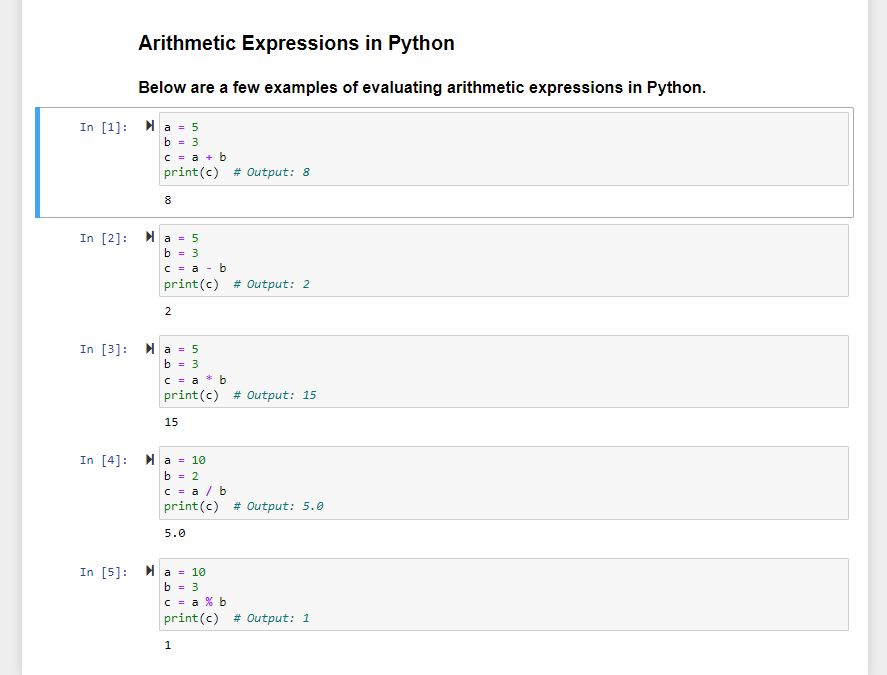 Arithmetic Expressions in Python
Below are a few examples of evaluating arithmetic expressions in Python.
In [1]:
a = 5
b = 3
c = a + b
print(c)  # Output: 8
8
In [2]:
a = 5
b = 3
c = a - b
print(c)  # Output: 2
2
In [3]:
a = 5
b = 3
c = a * b
print(c)  # Output: 15
15
In [4]:
a = 10
b = 2
c = a / b
print(c)  # Output: 5.0
5.0
In [5]:
a = 10
b = 3
c = a % b
print(c)  # Output: 1
1